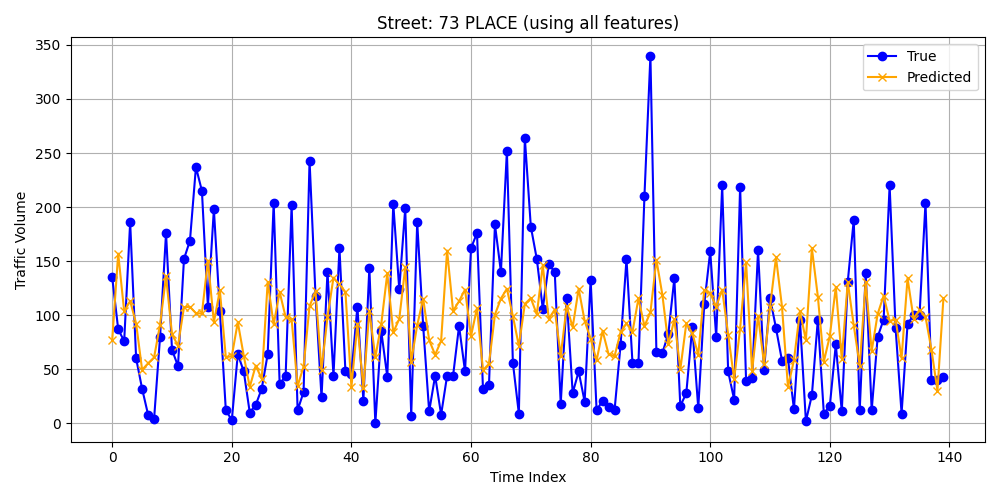 Street: 73 PLACE (using all features)
True
Predicted
Traffic Volume
350
300
250
200
150
100
50
0
0 20 40 60 80 100 120 140
Time Index